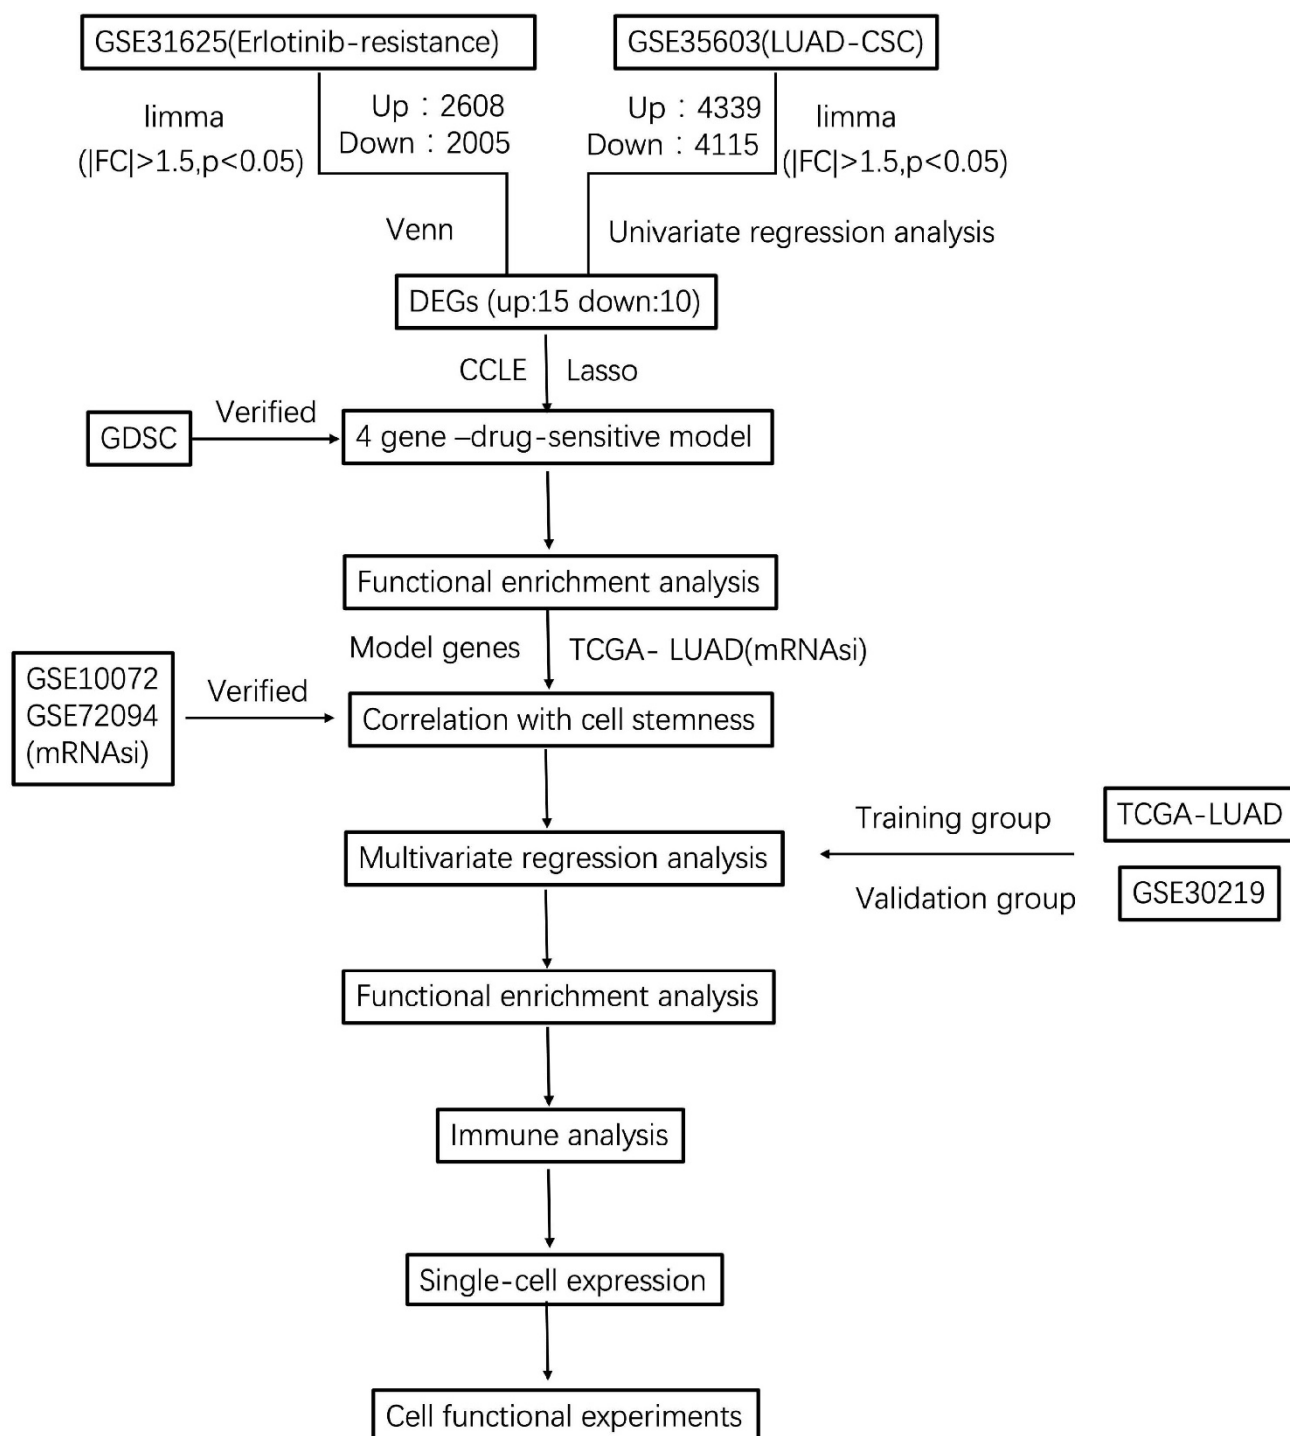 GSE31625(Erlotinib-resistance)
GSE35603(LUAD-CSC)
limma
(|FC|>1.5,p<0.05)
Up：2608
Down：2005
Up：4339
Down：4115
limma
(|FC|>1.5,p<0.05)
Venn
Univariate regression analysis
DEGs (up:15 down:10)
CCLE
Lasso
GDSC
Verified
4 gene –drug-sensitive model
Functional enrichment analysis
Model genes
TCGA- LUAD(mRNAsi)
GSE10072
GSE72094
(mRNAsi)
Verified
Correlation with cell stemness
Multivariate regression analysis
Training group
Validation group
TCGA-LUAD
GSE30219
Functional enrichment analysis
Immune analysis
Single-cell expression
Cell functional experiments